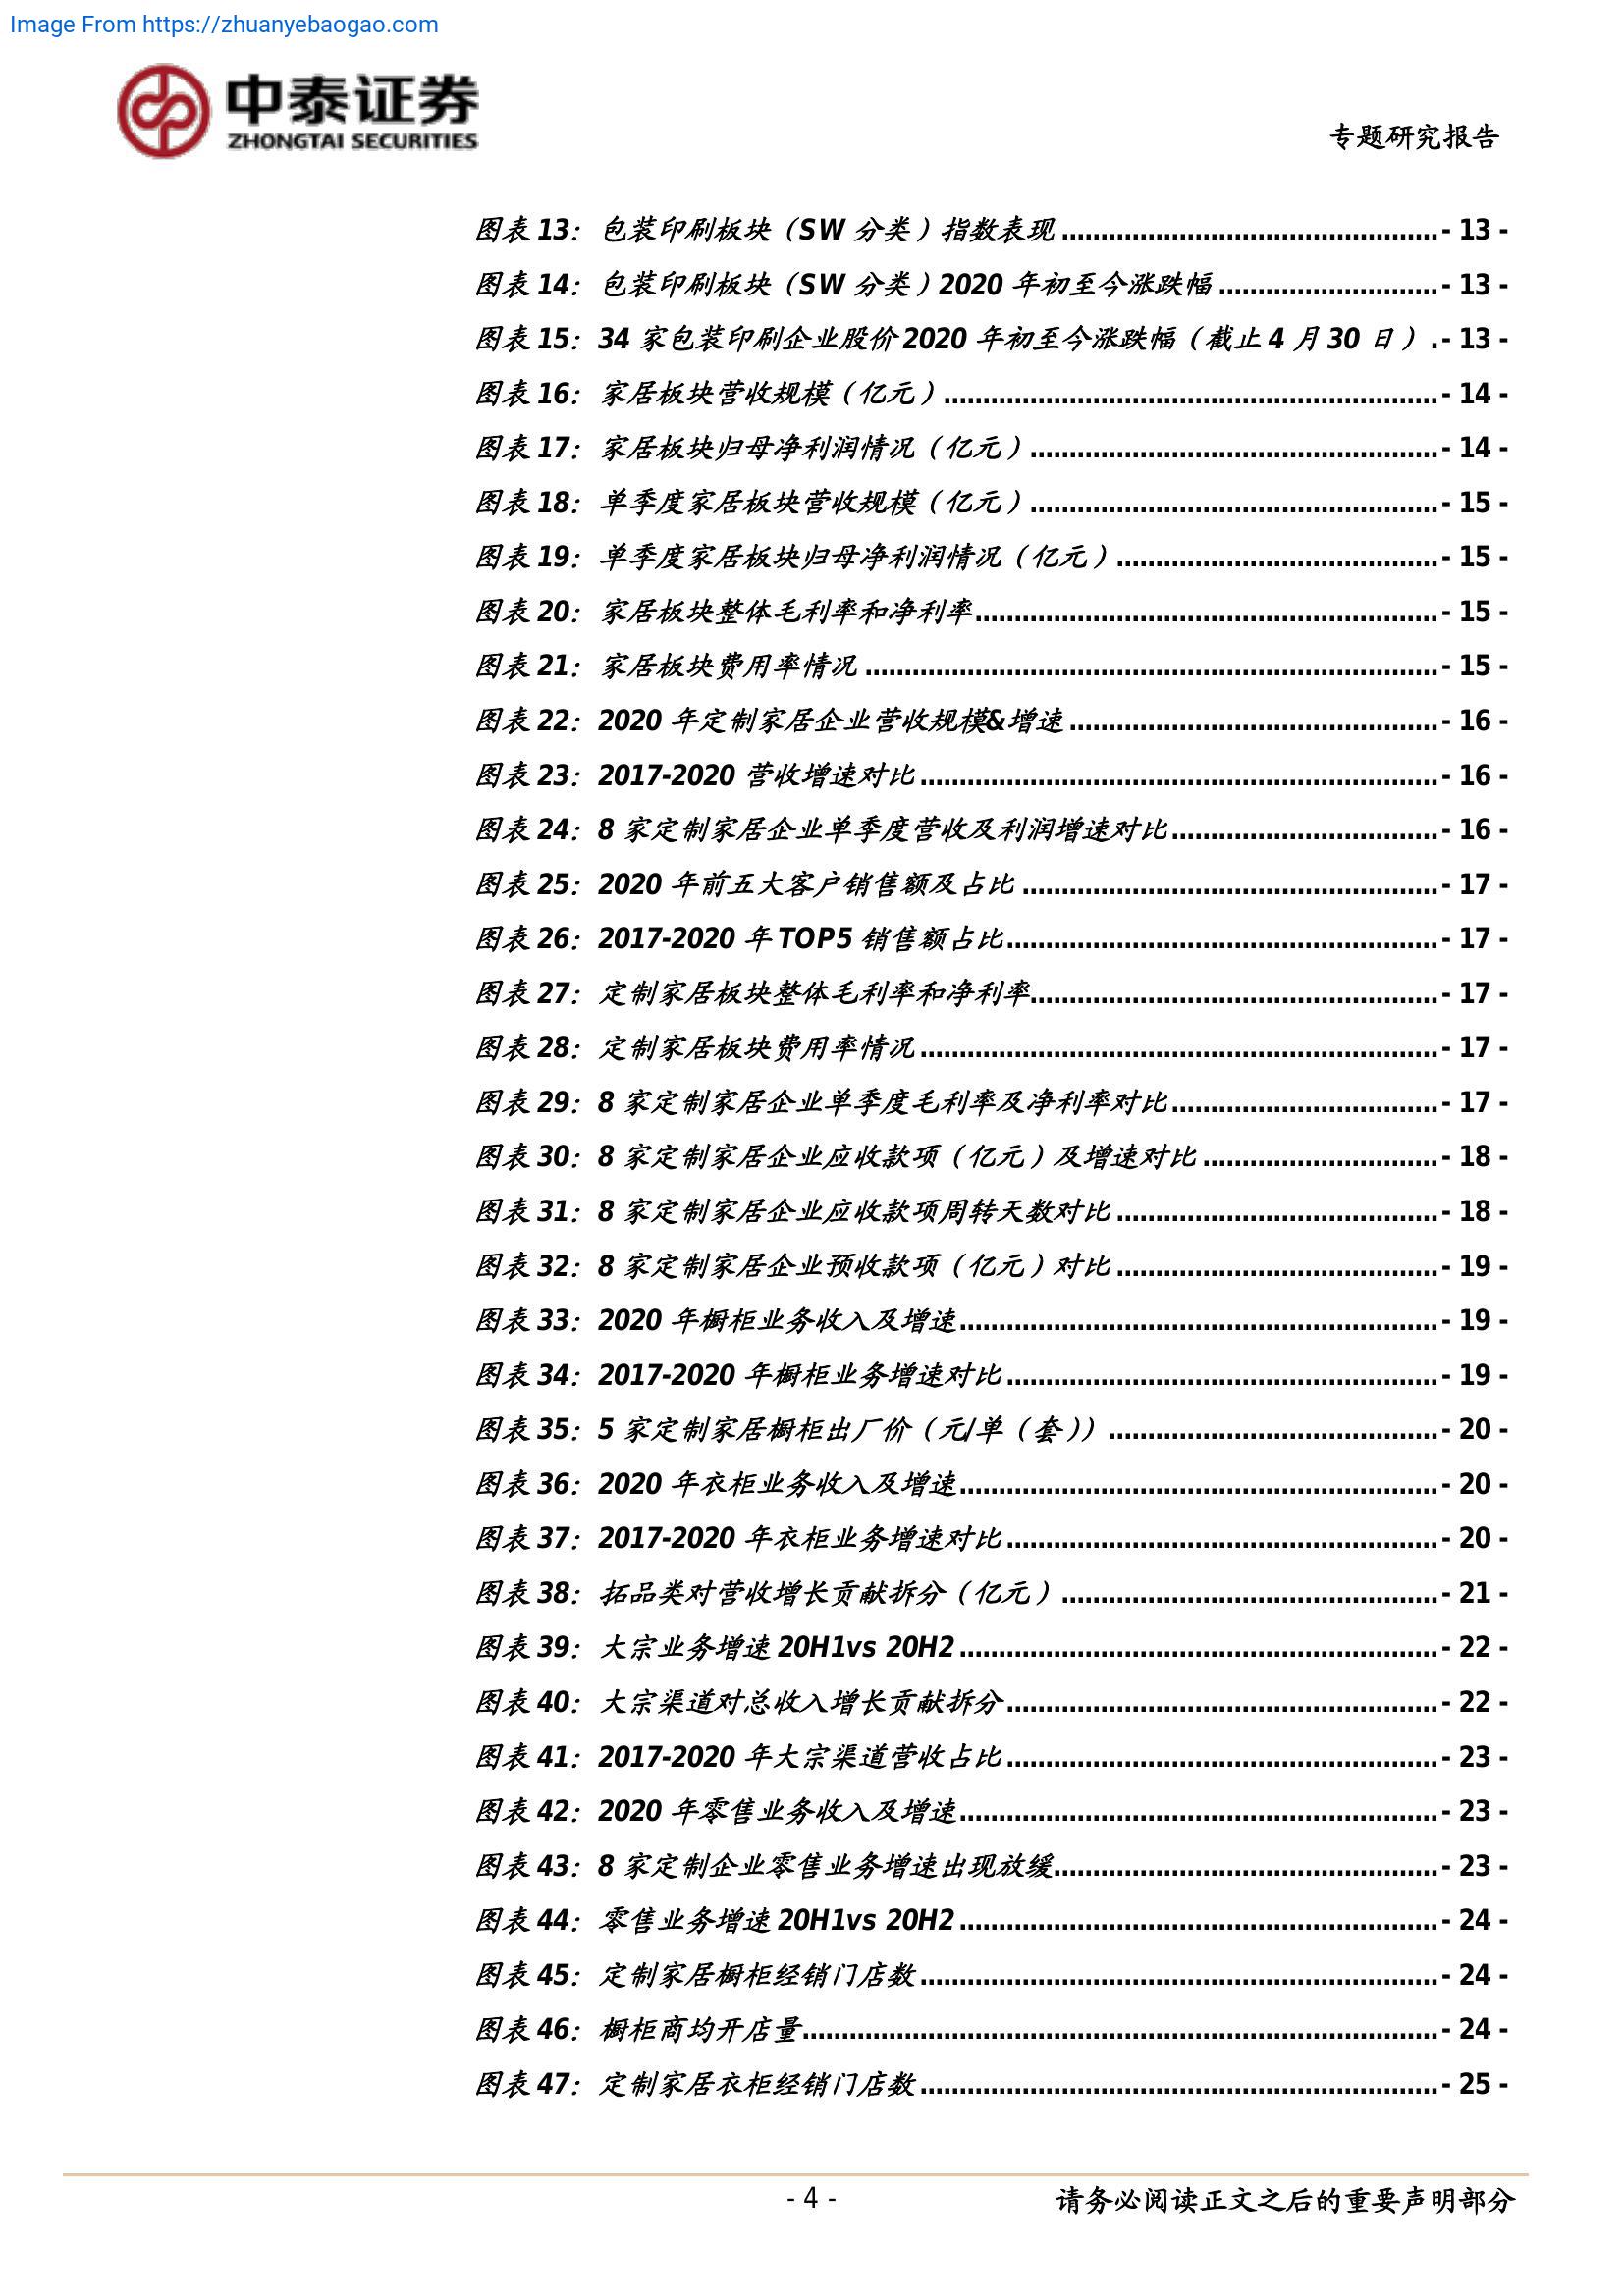 Image From https://zhuanyebaogao.com
中泰证券
ZHONGTAI SECURITIES
专题研究报告
图表 13：包装印刷板块（SW 分类）指数表现................................................- 13 -
图表 14：包装印刷板块（SW 分类）2020 年初至今涨跌幅............................- 13 -
图表 15：34 家包装印刷企业股价 2020 年初至今涨跌幅（截止 4 月 30 日）.- 13 -
图表 16：家居板块营收规模（亿元）...............................................................- 14 -
图表 17：家居板块归母净利润情况（亿元）....................................................- 14 -
图表 18：单季度家居板块营收规模（亿元）....................................................- 15 -
图表 19：单季度家居板块归母净利润情况（亿元）.........................................- 15 -
图表 20：家居板块整体毛利率和净利率...........................................................- 15 -
图表 21：家居板块费用率情况.........................................................................- 15 -
图表 22：2020 年定制家居企业营收规模&增速...............................................- 16 -
图表 23：2017-2020 营收增速对比..................................................................- 16 -
图表 24：8 家定制家居企业单季度营收及利润增速对比..................................- 16 -
图表 25：2020 年前五大客户销售额及占比.....................................................- 17 -
图表 26：2017-2020 年 TOP5 销售额占比.......................................................- 17 -
图表 27：定制家居板块整体毛利率和净利率....................................................- 17 -
图表 28：定制家居板块费用率情况..................................................................- 17 -
图表 29：8 家定制家居企业单季度毛利率及净利率对比..................................- 17 -
图表 30：8 家定制家居企业应收款项（亿元）及增速对比..............................- 18 -
图表 31：8 家定制家居企业应收款项周转天数对比.........................................- 18 -
图表 32：8 家定制家居企业预收款项（亿元）对比.........................................- 19 -
图表 33：2020 年橱柜业务收入及增速.............................................................- 19 -
图表 34：2017-2020 年橱柜业务增速对比.......................................................- 19 -
图表 35：5 家定制家居橱柜出厂价（元/单（套））..........................................- 20 -
图表 36：2020 年衣柜业务收入及增速.............................................................- 20 -
图表 37：2017-2020 年衣柜业务增速对比.......................................................- 20 -
图表 38：拓品类对营收增长贡献拆分（亿元）................................................- 21 -
图表 39：大宗业务增速 20H1vs 20H2.............................................................- 22 -
图表 40：大宗渠道对总收入增长贡献拆分.......................................................- 22 -
图表 41：2017-2020 年大宗渠道营收占比.......................................................- 23 -
图表 42：2020 年零售业务收入及增速.............................................................- 23 -
图表 43：8 家定制企业零售业务增速出现放缓.................................................- 23 -
图表 44：零售业务增速 20H1vs 20H2.............................................................- 24 -
图表 45：定制家居橱柜经销门店数..................................................................- 24 -
图表 46：橱柜商均开店量.................................................................................- 24 -
图表 47：定制家居衣柜经销门店数..................................................................- 25 -
- 4 -
请务必阅读正文之后的重要声明部分